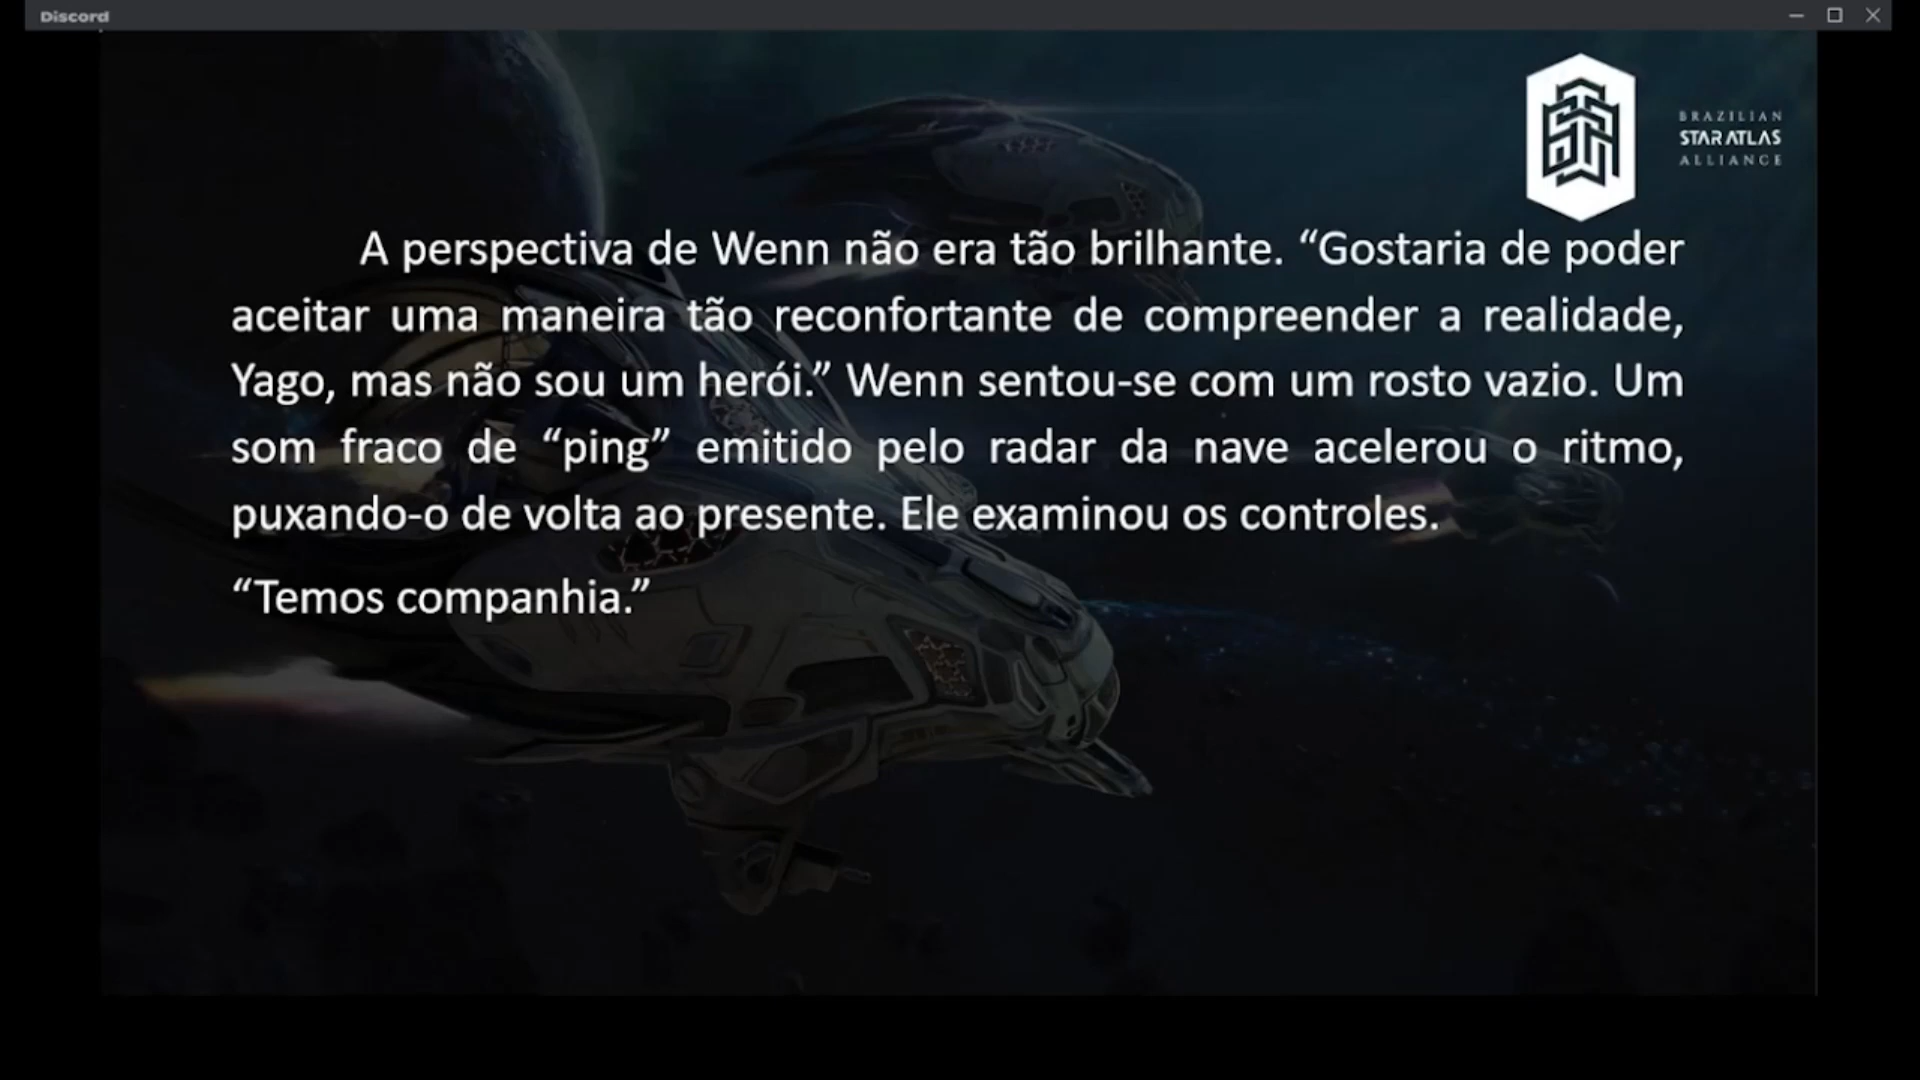 Discord
BRAZILIAN
STAR ATLAS
ALLIANCE
A perspectiva de Wenn não era tão brilhante. “Gostaria de poder
aceitar uma maneira tão reconfortante de compreender a realidade,
Yago, mas não sou um herói.” Wenn sentou-se com um rosto vazio. Um
som fraco de “ping” emitido pelo radar da nave acelerou o ritmo,
puxando-o de volta ao presente. Ele examinou os controles.
“Temos companhia.”